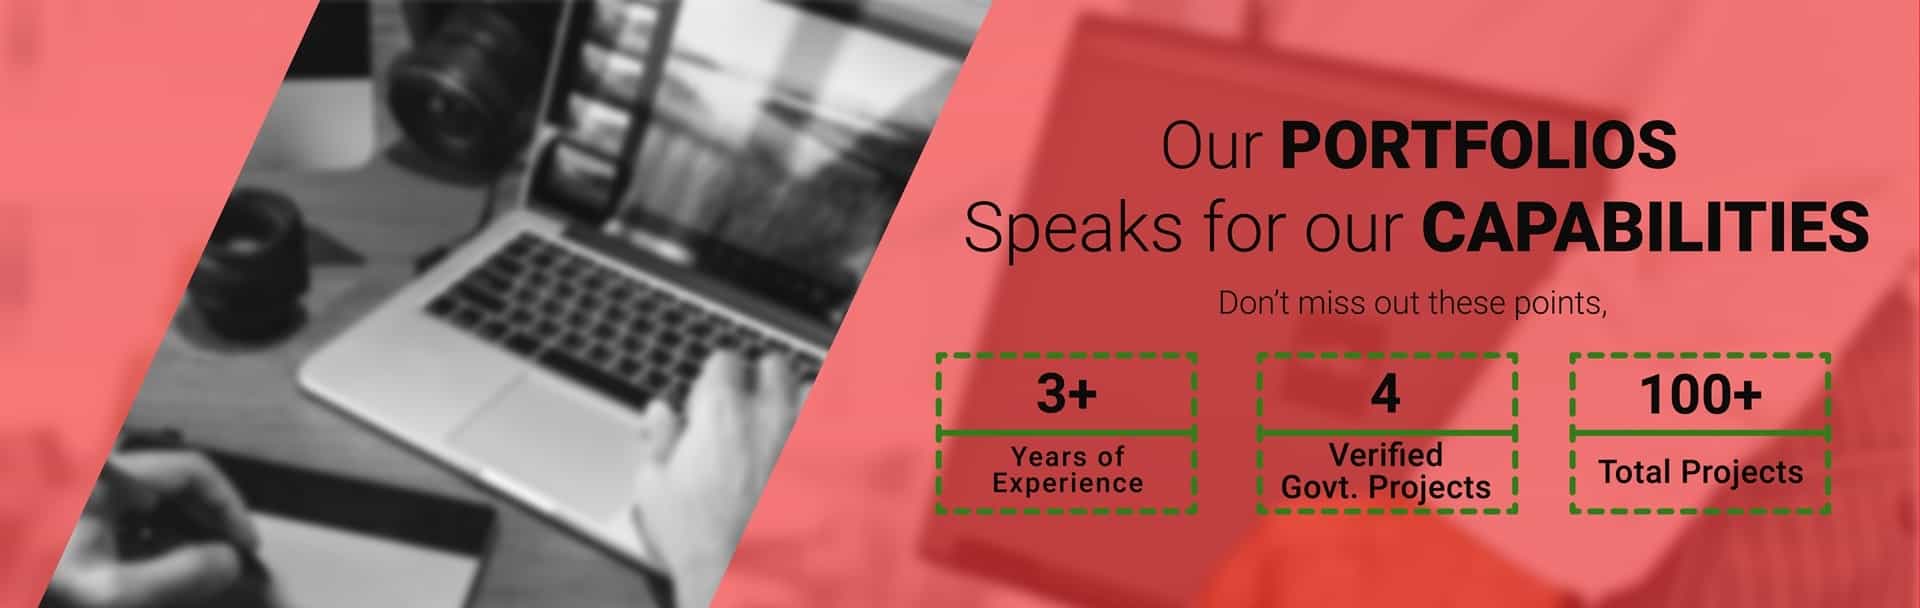 Our PORTFOLIOS
Speaks for our CAPABILITIES
Don't miss out these points,
3+
Years of
Experience
4
Verified
Govt. Projects
100+
Total Projects